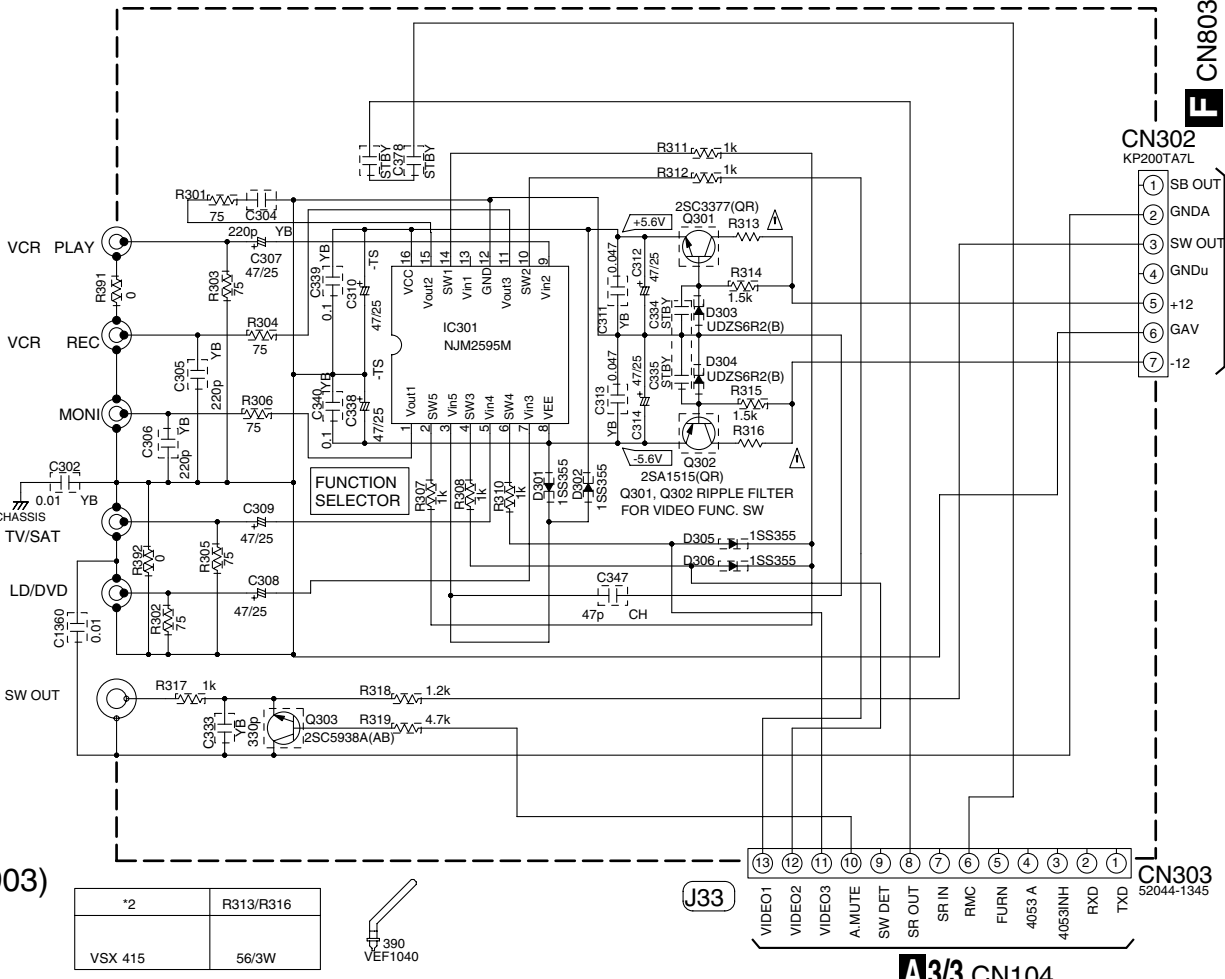 F CN803
CN302
KP200TA7L
1 SB OUT
2 GNDA
3 SW OUT
4 GNDu
5 +12
6 GAV
7 -12
STBY
C378
STBY
R311 1k
R312 1k
R301
75
C304
220p YB
VCR PLAY
C307
47/25
R391
0
R303
75
VCR REC
R304
75
C305
YB
220p
MONI
R306
75
C306
YB
220p
C302
0.01 YB
CHASSIS
TV/SAT
C309
47/25
R392
0
R305
75
LD/DVD
C308
47/25
R302
75
C1360
0.01
C339
YB
0.1
C310
-TS
47/25
C340
YB
0.1
C338
-TS
47/25
16 15 14 13 12 11 10 9
VCC Vout2 SW1 Vin1 GND Vout3 SW2 Vin2
IC301
NJM2595M
Vout1 SW5 Vin5 SW3 Vin4 SW4 Vin3 VEE
1 2 3 4 5 6 7 8
FUNCTION
SELECTOR
R307
1k
R308
1k
R310
1k
D301
1SS355
D302
1SS355
2SC3377(QR)
+5.6V
Q301
R313
C311
0.047
YB
C312
47/25
R314
1.5k
C334
STBY
D303
UDZS6R2(B)
C313
0.047
YB
C314
47/25
C335
STBY
D304
UDZS6R2(B)
R315
1.5k
R316
-5.6V
Q302
2SA1515(QR)
Q301, Q302 RIPPLE FILTER
FOR VIDEO FUNC. SW
D305 1SS355
D306 1SS355
C347
47p CH
SW OUT
R317 1k
R318 1.2k
C333
YB
330p
Q303
2SC5938A(AB)
R319 4.7k
13 12 11 10 9 8 7 6 5 4 3 2 1
CN303
52044-1345
J33
VIDEO1
VIDEO2
VIDEO3
A.MUTE
SW DET
SR OUT
SR IN
RMC
FURN
4053 A
4053INH
RXD
TXD
A 3/3 CN104
03)
*2 R313/R316
VSX 415 56/3W
390
VEF1040